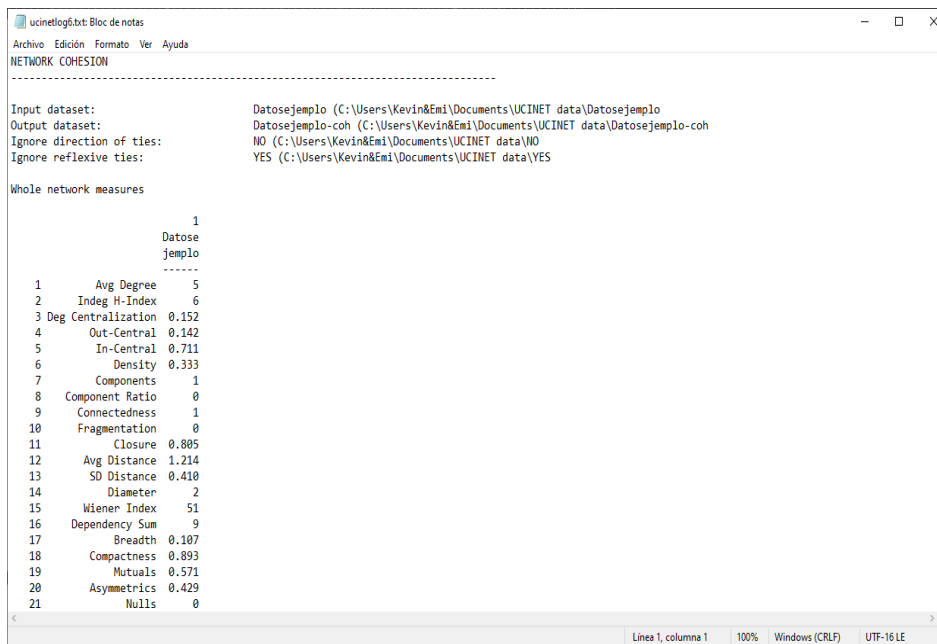 ucinetlog6.txt: Bloc de notas
Archivo Edición Formato Ver Ayuda
NETWORK COHESION
--------------------------------------------------------------------------------
Input dataset: Datosejemplo (C:\Users\Kevin&Emi\Documents\UCINET data\Datosejemplo
Output dataset: Datosejemplo-coh (C:\Users\Kevin&Emi\Documents\UCINET data\Datosejemplo-coh
Ignore direction of ties: NO (C:\Users\Kevin&Emi\Documents\UCINET data\NO
Ignore reflexive ties: YES (C:\Users\Kevin&Emi\Documents\UCINET data\YES
Whole network measures
1
Datose
jemplo
------
1 Avg Degree 5
2 Indeg H-Index 6
3 Deg Centralization 0.152
4 Out-Central 0.142
5 In-Central 0.711
6 Density 0.333
7 Components 1
8 Component Ratio 0
9 Connectedness 1
10 Fragmentation 0
11 Closure 0.805
12 Avg Distance 1.214
13 SD Distance 0.410
14 Diameter 2
15 Wiener Index 51
16 Dependency Sum 9
17 Breadth 0.107
18 Compactness 0.893
19 Mutuals 0.571
20 Asymmetrics 0.429
21 Nulls 0
Línea 1, columna 1 100% Windows (CRLF) UTF-16 LE